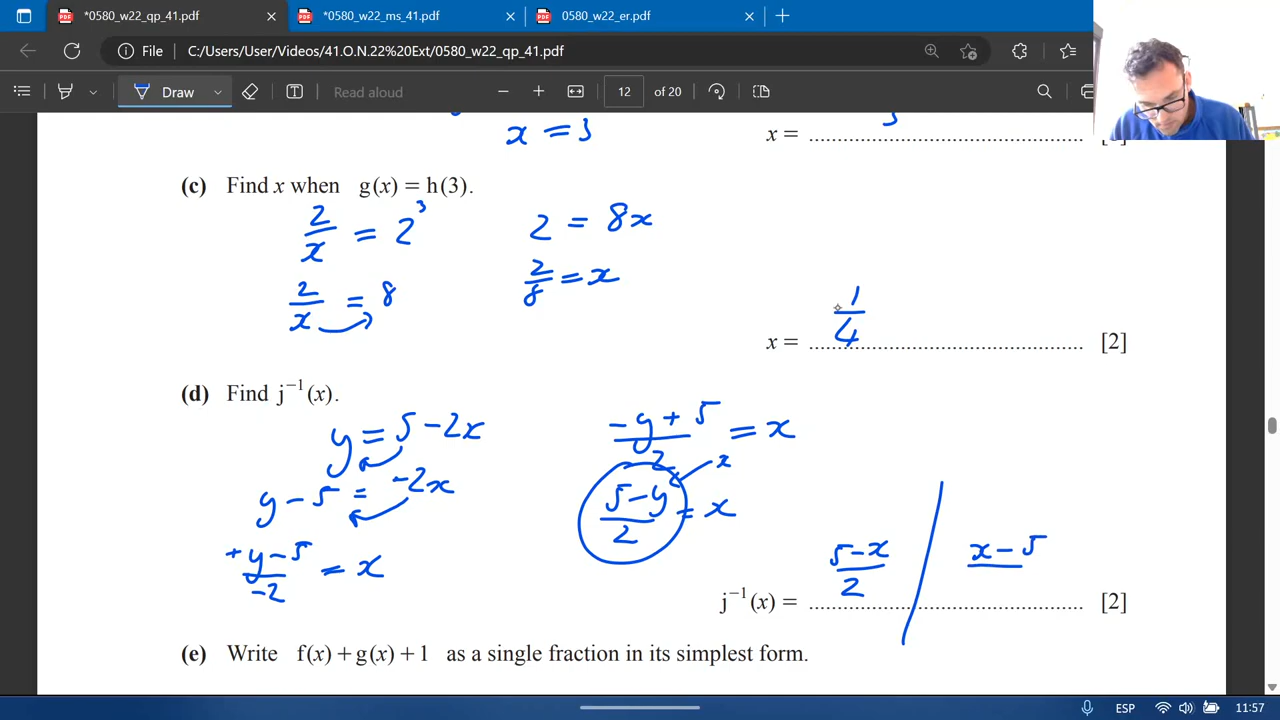 *0580_w22_qp_41.pdf
*0580_w22_ms_41.pdf
0580_w22_er.pdf
File
C:/Users/User/Videos/41.O.N.22%20Ext/0580_w22_qp_41.pdf
Draw
Read aloud
12 of 20
x = 3
x = 3
(c) Find x when g(x) = h(3).
2/x = 2³
2 = 8x
2/x = 8
2/8 = x
x = 1/4 [2]
(d) Find j⁻¹(x).
y = 5 - 2x
y - 5 = -2x
+y - 5/-2 = x
-y + 5/2 = x
x
5 - y/2 = x
j⁻¹(x) = 5 - x/2 x - 5 [2]
(e) Write f(x) + g(x) + 1 as a single fraction in its simplest form.
ESP
11:57